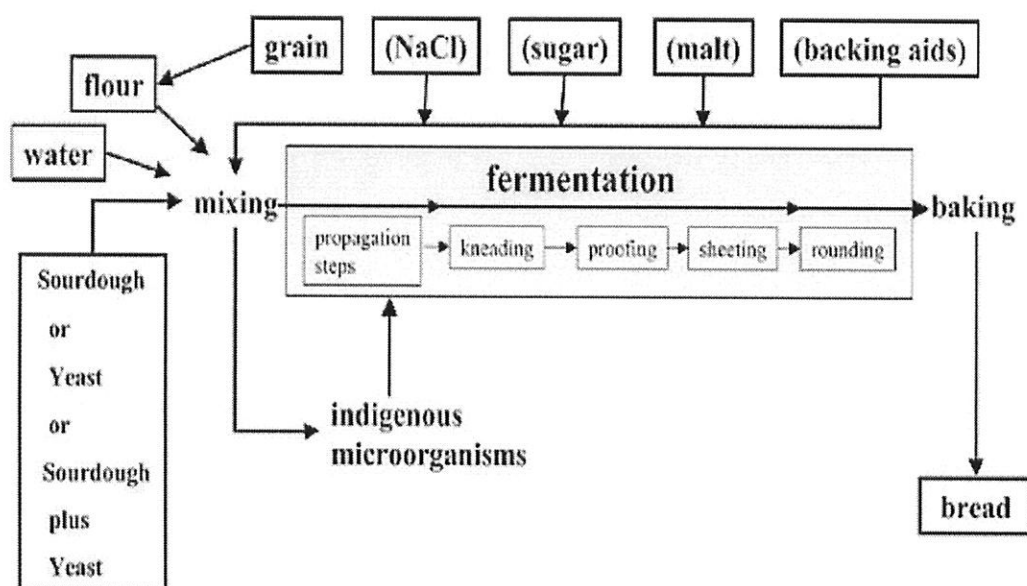 grain
(NaCl)
(sugar)
(malt)
(backing aids)
flour
water
fermentation
mixing
baking
propagation
steps
kneading
proofing
sheeting
rounding
Sourdough
or
Yeast
or
Sourdough
plus
Yeast
indigenous
microorganisms
bread